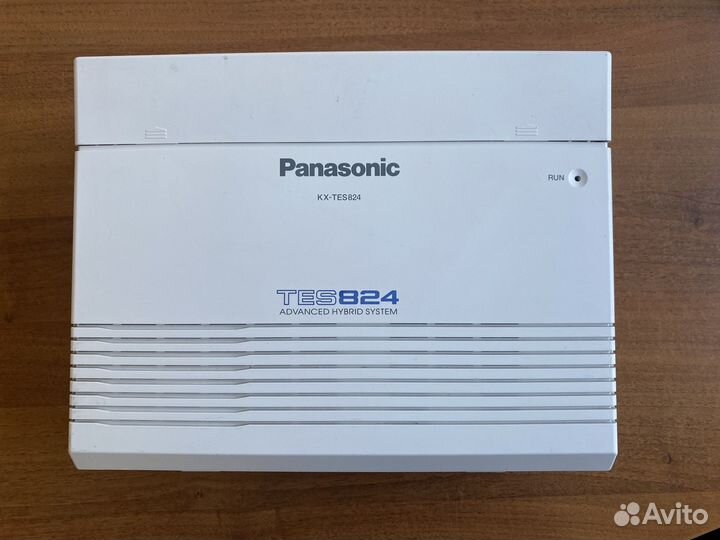 Panasonic
RUN
KX-TES824
TES824
ADVANCED HYBRID SYSTEM
Avito